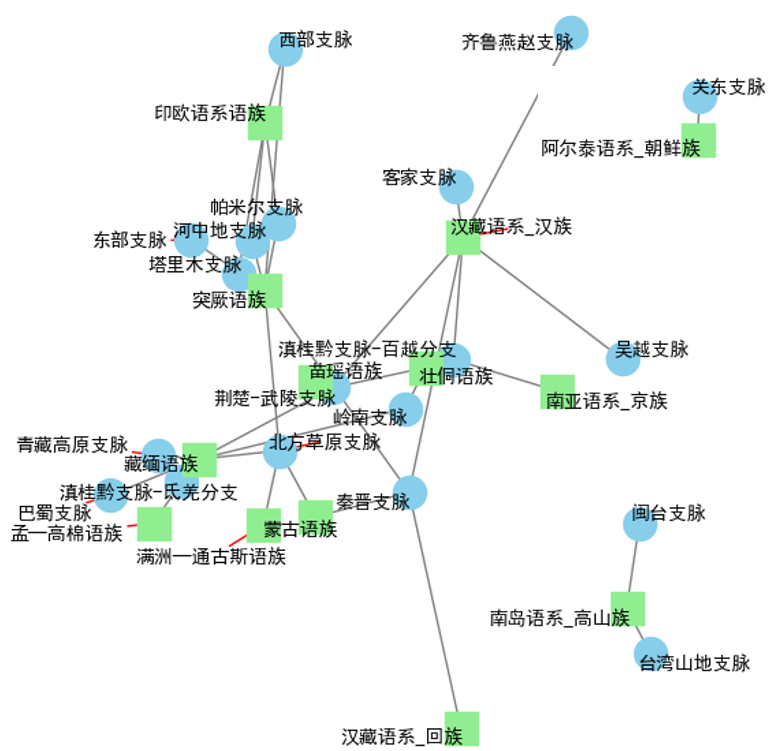 西部支脉
齐鲁燕赵支脉
关东支脉
印欧语系语族
阿尔泰语系_朝鲜族
客家支脉
帕米尔支脉
汉藏语系_汉族
河中地支脉
东部支脉
塔里木支脉
突厥语族
滇桂黔支脉-百越分支
吴越支脉
苗瑶语族
壮侗语族
荆楚-武陵支脉
南亚语系_京族
岭南支脉
青藏高原支脉
北方草原支脉
藏缅语族
滇桂黔支脉-氐羌分支
秦晋支脉
巴蜀支脉
闽台支脉
孟—高棉语族
蒙古语族
满洲—通古斯语族
南岛语系_高山族
台湾山地支脉
汉藏语系_回族